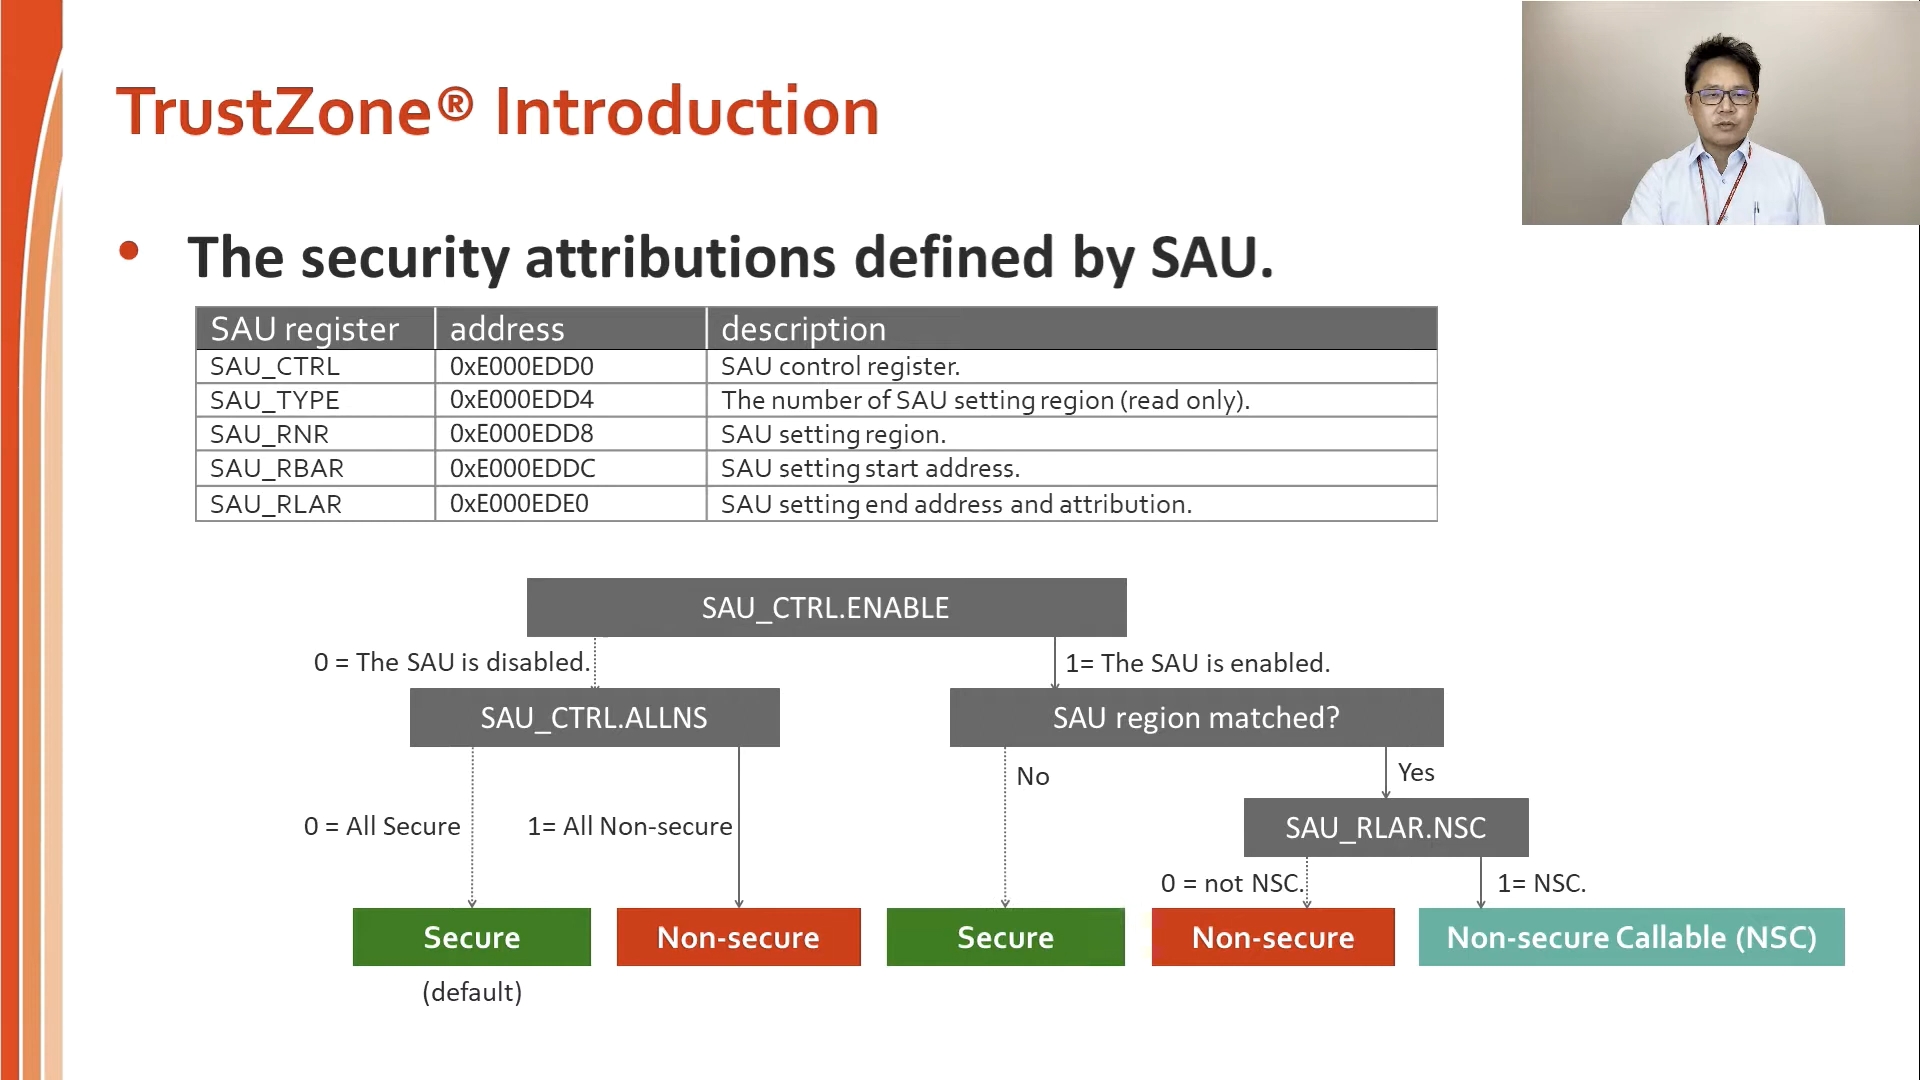 TrustZone® Introduction
• The security attributions defined by SAU.
SAU register address description
SAU_CTRL 0xE000EDD0 SAU control register.
SAU_TYPE 0xE000EDD4 The number of SAU setting region (read only).
SAU_RNR 0xE000EDD8 SAU setting region.
SAU_RBAR 0xE000EDDC SAU setting start address.
SAU_RLAR 0xE000EDE0 SAU setting end address and attribution.
SAU_CTRL.ENABLE
0 = The SAU is disabled. 1= The SAU is enabled.
SAU_CTRL.ALLNS SAU region matched?
No Yes
0 = All Secure 1= All Non-secure SAU_RLAR.NSC
0 = not NSC. 1= NSC.
Secure Non-secure Secure Non-secure Non-secure Callable (NSC)
(default)